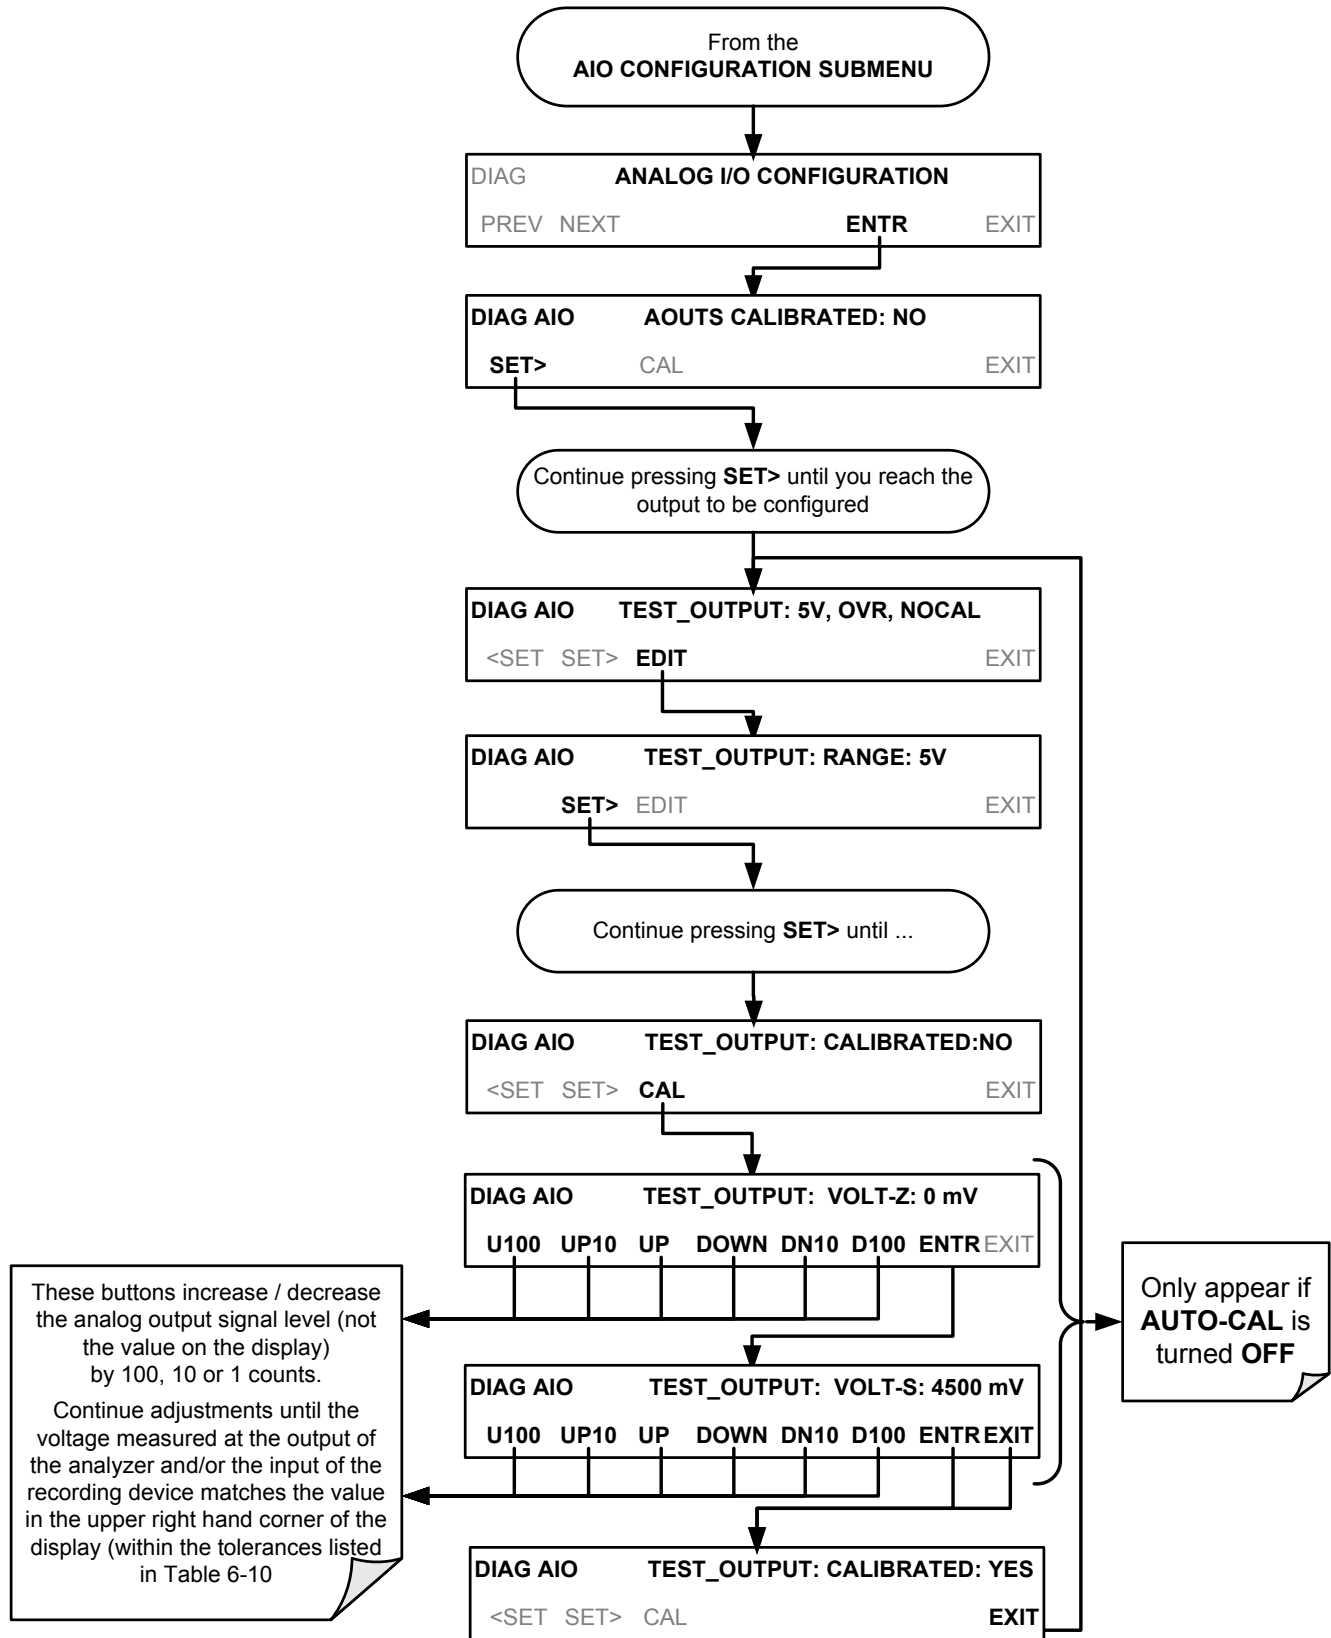 From the
AIO CONFIGURATION SUBMENU
DIAG ANALOG I/O CONFIGURATION
PREV NEXT ENTR EXIT
DIAG AIO AOUTS CALIBRATED: NO
SET> CAL EXIT
Continue pressing SET> until you reach the
output to be configured
DIAG AIO TEST_OUTPUT: 5V, OVR, NOCAL
<SET SET> EDIT EXIT
DIAG AIO TEST_OUTPUT: RANGE: 5V
SET> EDIT EXIT
Continue pressing SET> until ...
DIAG AIO TEST_OUTPUT: CALIBRATED:NO
<SET SET> CAL EXIT
DIAG AIO TEST_OUTPUT: VOLT-Z: 0 mV
U100 UP10 UP DOWN DN10 D100 ENTR EXIT
These buttons increase / decrease
the analog output signal level (not
the value on the display)
by 100, 10 or 1 counts.
Continue adjustments until the
voltage measured at the output of
the analyzer and/or the input of the
recording device matches the value
in the upper right hand corner of the
display (within the tolerances listed
in Table 6-10
Only appear if
AUTO-CAL is
turned OFF
DIAG AIO TEST_OUTPUT: VOLT-S: 4500 mV
U100 UP10 UP DOWN DN10 D100 ENTR EXIT
DIAG AIO TEST_OUTPUT: CALIBRATED: YES
<SET SET> CAL EXIT